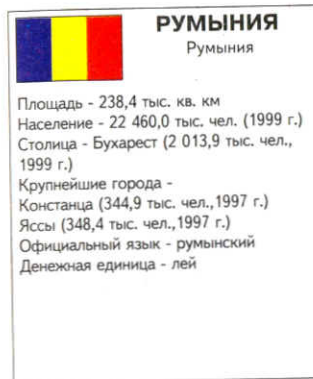 РУМЫНИЯ
Румыния
Площадь - 238,4 тыс. кв. км
Население - 22 460,0 тыс. чел. (1999 г.)
Столица - Бухарест (2 013,9 тыс. чел.,
1999 г.)
Крупнейшие города -
Констанца (344,9 тыс. чел.,1997 г.)
Яссы (348,4 тыс. чел.,1997 г.)
Официальный язык - румынский
Денежная единица - лей